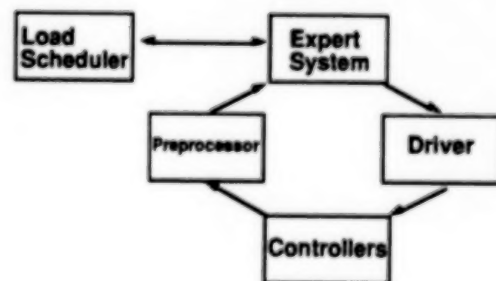 Load
Scheduler
Expert
System
Preprocessor
Driver
Controllers